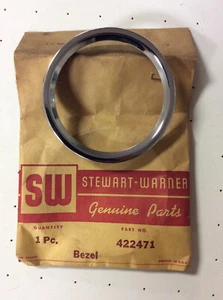 SW
STEWART-WARNER
Genuine Parts
QUANTITY PART NO.
1 Pc. 422471
Bezel